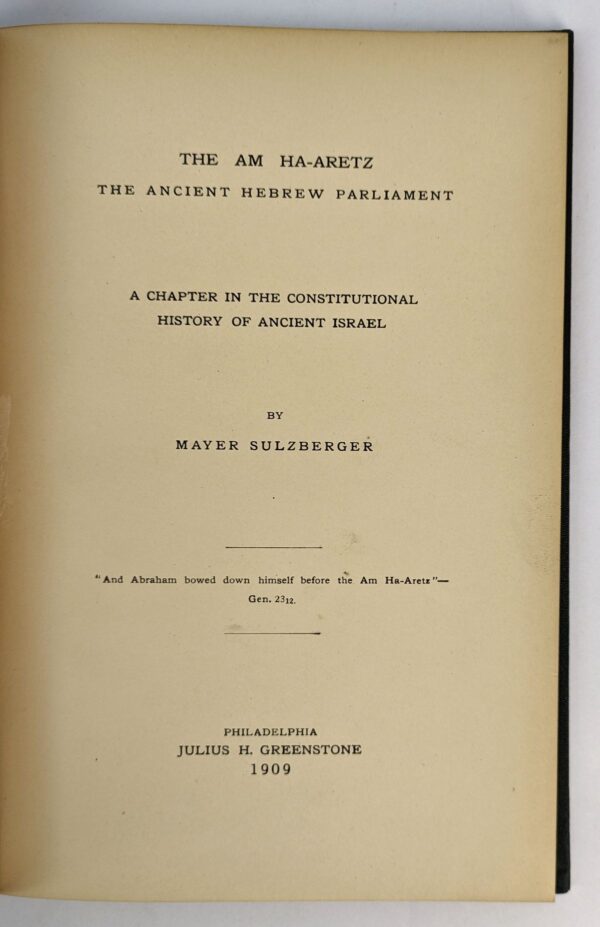 THE AM HA-ARETZ
THE ANCIENT HEBREW PARLIAMENT
A CHAPTER IN THE CONSTITUTIONAL
HISTORY OF ANCIENT ISRAEL
BY
MAYER SULZBERGER
"And Abraham bowed down himself before the Am Ha-Aretz"—
Gen. 23₁₂.
PHILADELPHIA
JULIUS H. GREENSTONE
1909